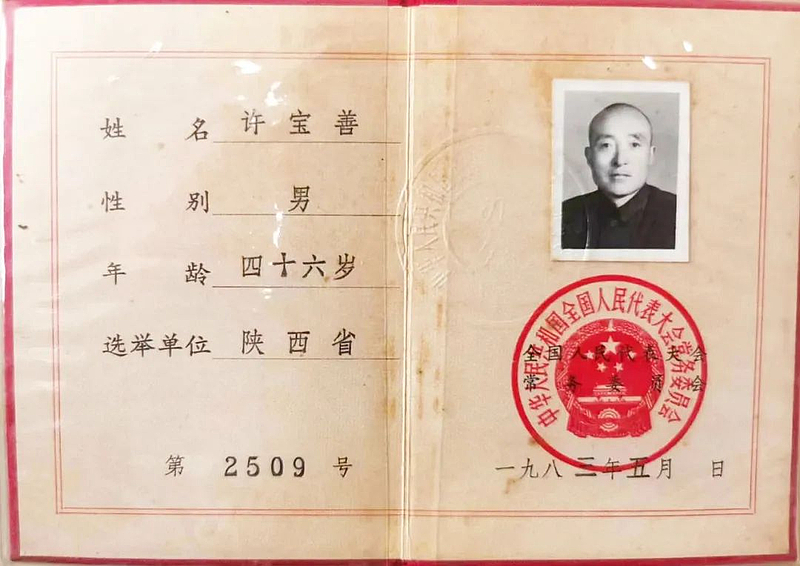 姓 名 许宝善
性 别 男
年 龄 四十六岁
选举单位 陕西省
第 2509 号
中华人民共和国全国人民代表大会常务委员会
全国人民代表大会
常务委员会
一九八三年五月 日